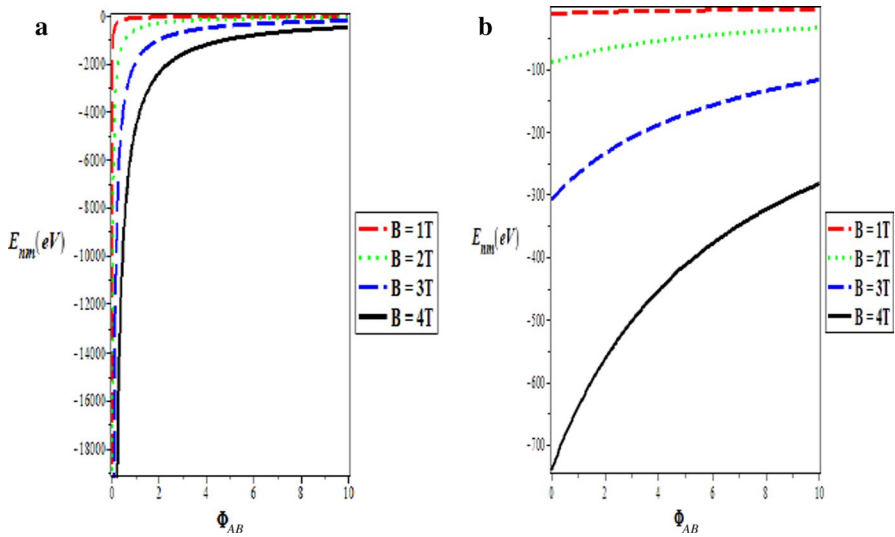 a
0
-2000
-4000
-6000
-8000
-10000
-12000
-14000
-16000
-18000
E_nm(eV)
0 2 4 6 8 10
Φ_AB
B = 1T
B = 2T
B = 3T
B = 4T
b
-100
-200
-300
-400
-500
-600
-700
E_nm(eV)
0 2 4 6 8 10
Φ_AB
B = 1T
B = 2T
B = 3T
B = 4T